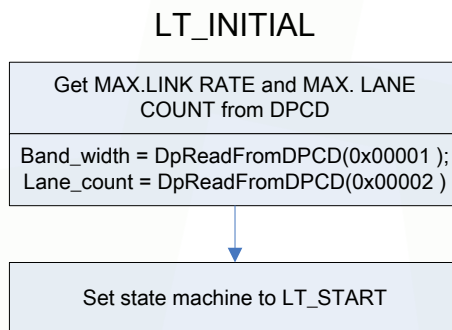 LT_INITIAL
Get MAX.LINK RATE and MAX. LANE
COUNT from DPCD
Band_width = DpReadFromDPCD(0x00001 );
Lane_count = DpReadFromDPCD(0x00002 )
Set state machine to LT_START